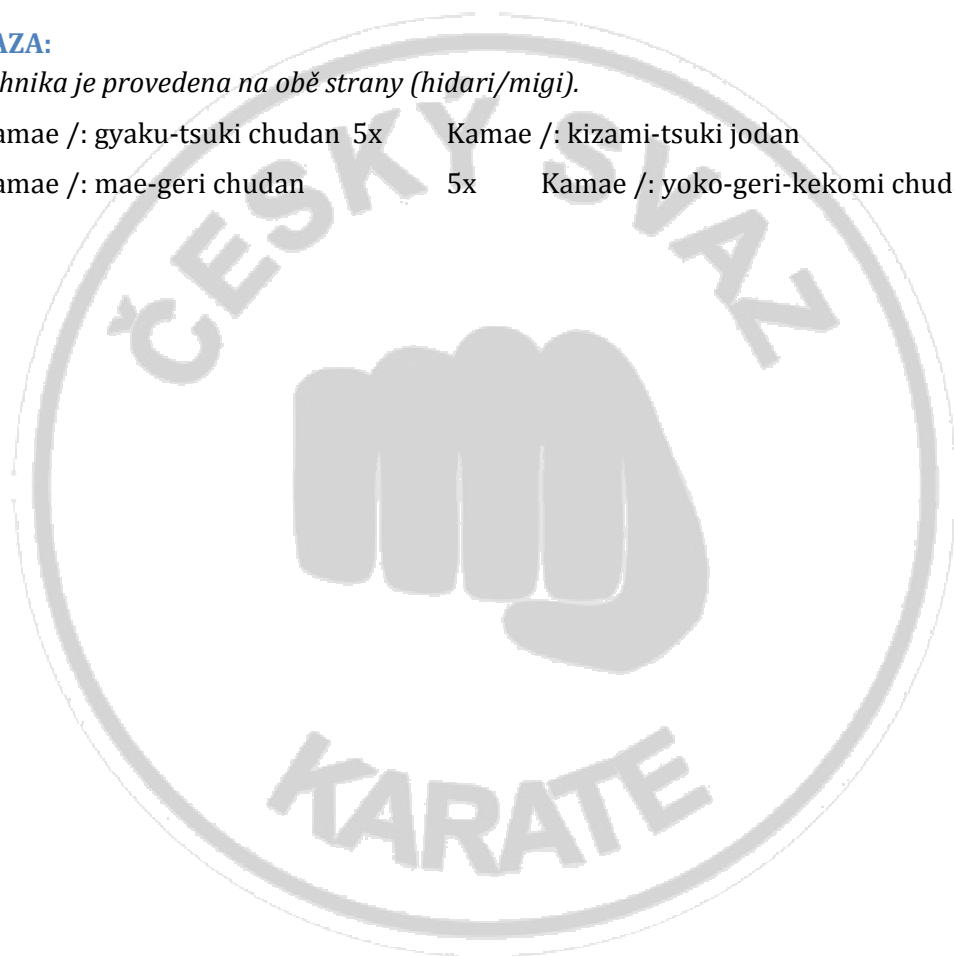 AZA:
hnika je provedena na obě strany (hidari/migi).
amae /: gyaku-tsuki chudan 5x Kamae /: kizami-tsuki jodan
amae /: mae-geri chudan 5x Kamae /: yoko-geri-kekomi chud
ČESKÝ SVAZ
KARATE